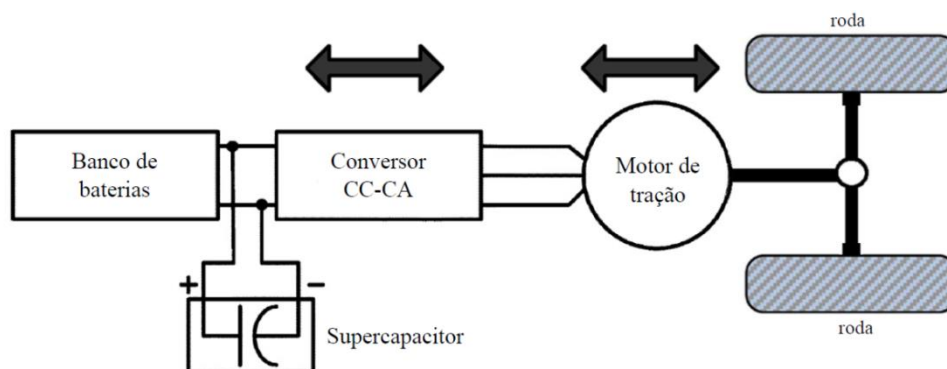 roda
Banco de
baterias
Conversor
CC-CA
Motor de
tração
+
−
Supercapacitor
roda